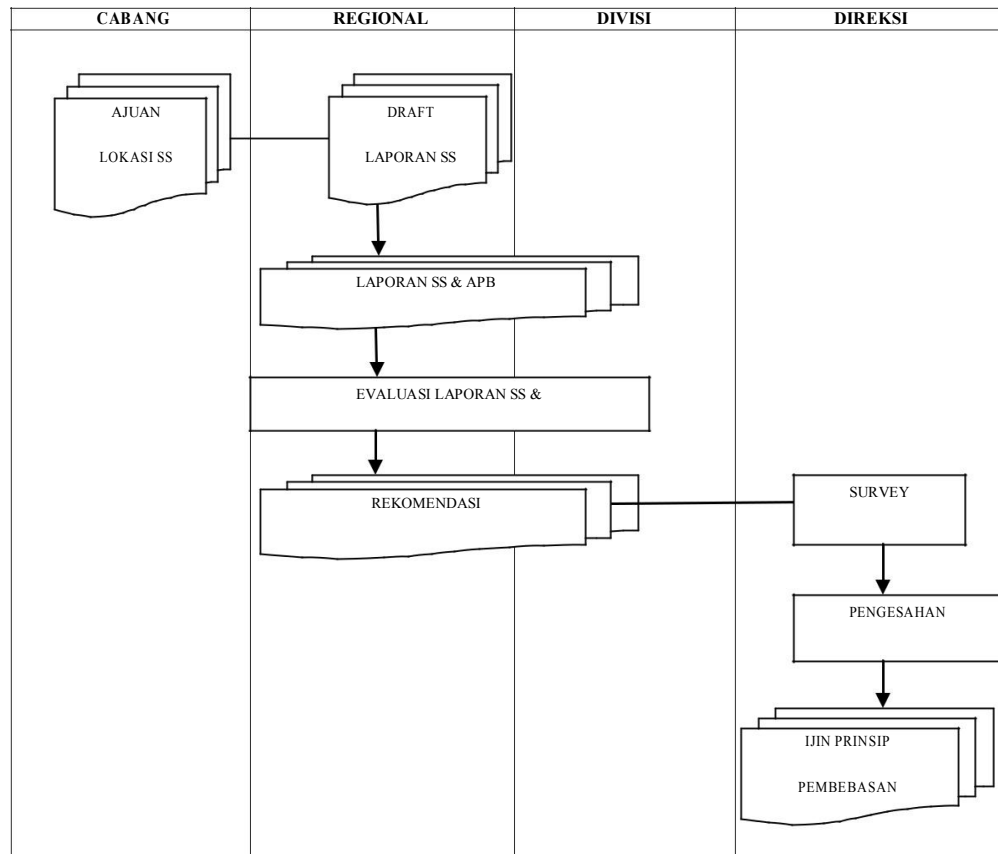 CABANG REGIONAL DIVISI DIREKSI
AJUAN
LOKASI SS
DRAFT
LAPORAN SS
LAPORAN SS & APB
EVALUASI LAPORAN SS &
REKOMENDASI
SURVEY
PENGESAHAN
IJIN PRINSIP
PEMBEBASAN